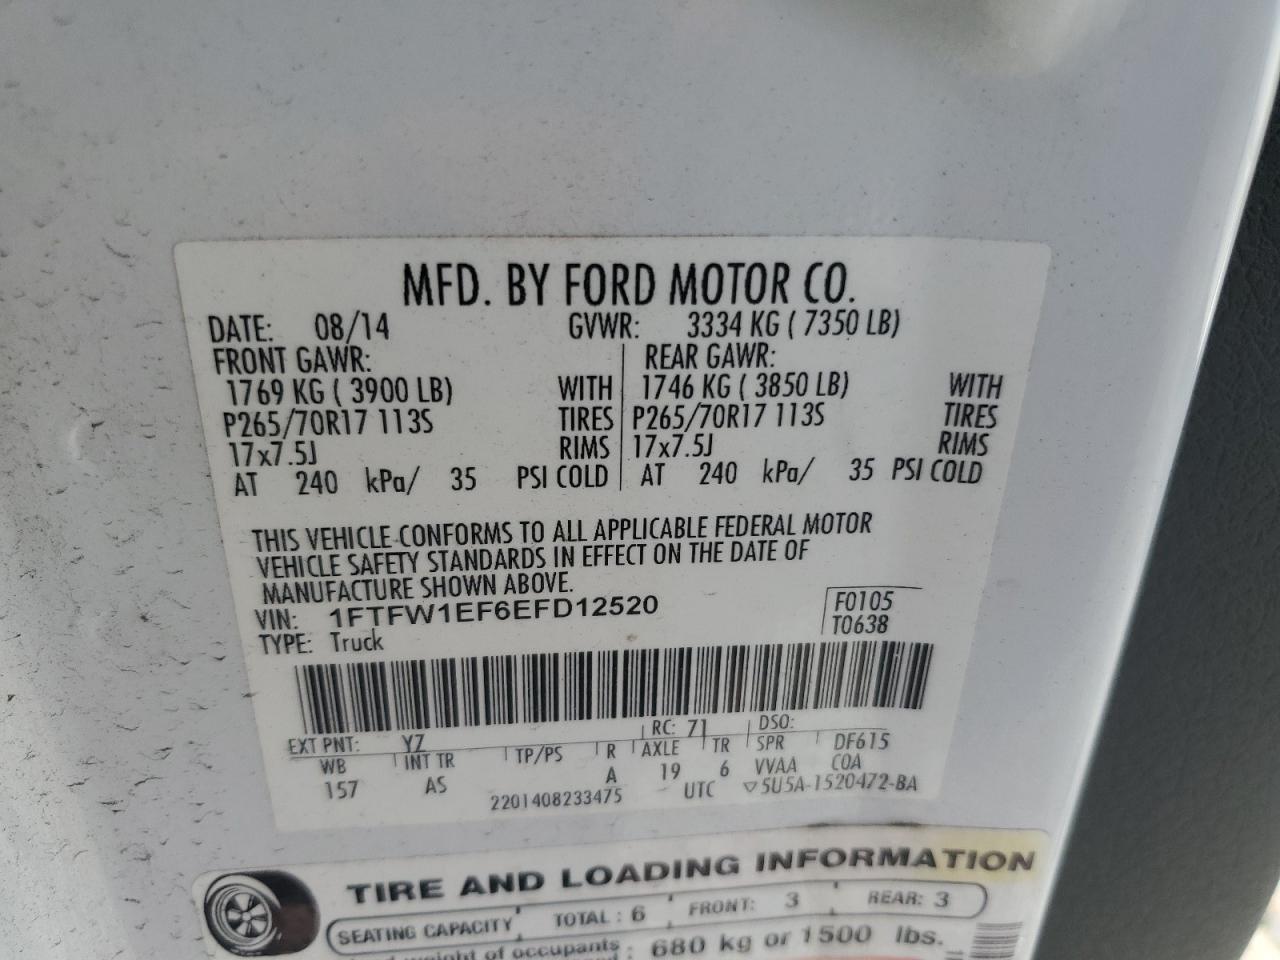 MFD. BY FORD MOTOR CO.
DATE: 08/14 GVWR: 3334 KG ( 7350 LB)
FRONT GAWR: REAR GAWR:
1769 KG ( 3900 LB) WITH 1746 KG ( 3850 LB) WITH
P265/70R17 113S TIRES P265/70R17 113S TIRES
17x7.5J RIMS 17x7.5J RIMS
AT 240 kPa/ 35 PSI COLD AT 240 kPa/ 35 PSI COLD
THIS VEHICLE CONFORMS TO ALL APPLICABLE FEDERAL MOTOR
VEHICLE SAFETY STANDARDS IN EFFECT ON THE DATE OF
MANUFACTURE SHOWN ABOVE.
VIN: 1FTFW1EF6EFD12520 F0105
TYPE: Truck T0638
EXT PNT: YZ RC: 71 DSO:
WB INT TR TP/PS R AXLE TR SPR DF615
157 AS A 19 6 VVAA COA
2201408233475 UTC ▽5U5A-1520472-BA
TIRE AND LOADING INFORMATION
SEATING CAPACITY TOTAL : 6 FRONT: 3 REAR: 3
weight of occupants : 680 kg or 1500 lbs.